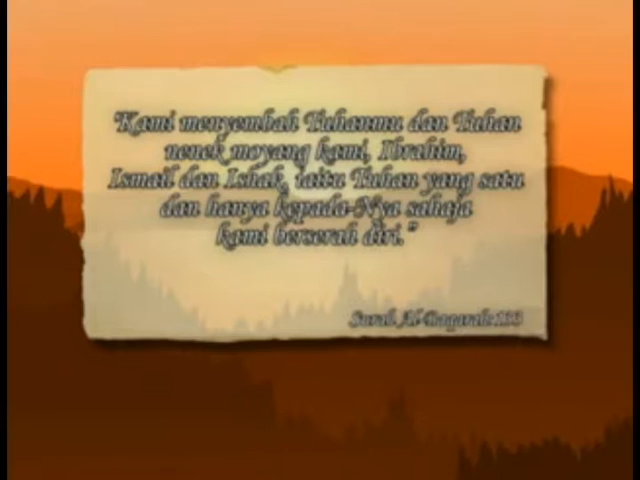 "Kami menyembah Tuhanmu dan Tuhan
nenek moyang kami, Ibrahim,
Ismail dan Ishak, iaitu Tuhan yang satu
dan hanya kepada-Nya sahaja
kami berserah diri."
Surah Al-Baqarah:133